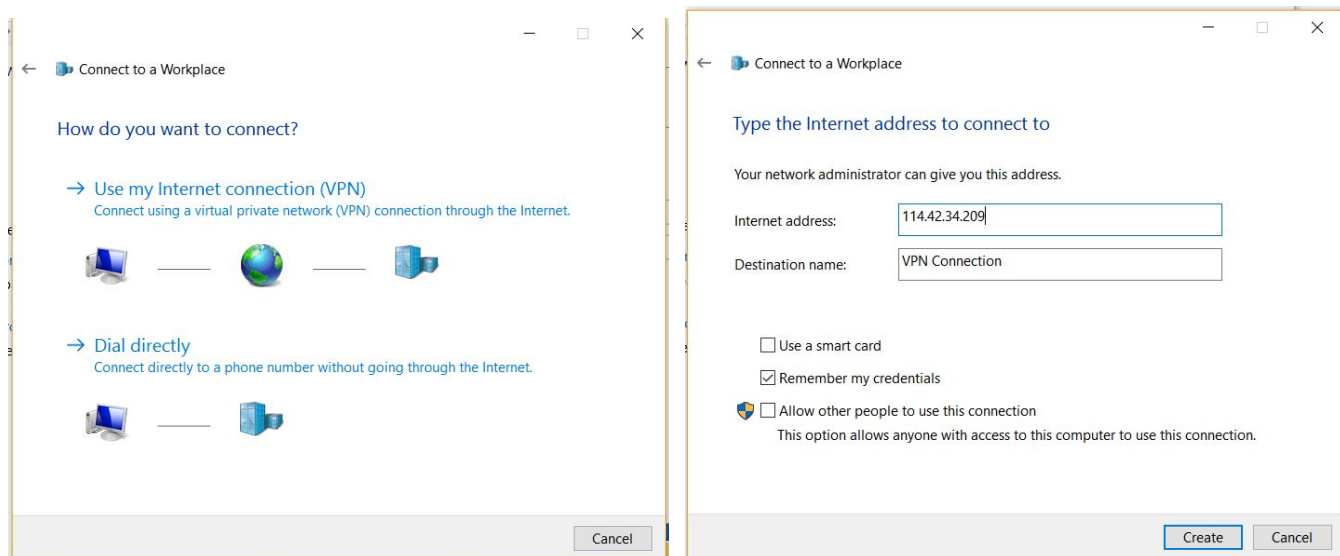 Connect to a Workplace
How do you want to connect?
Use my Internet connection (VPN)
Connect using a virtual private network (VPN) connection through the Internet.
Dial directly
Connect directly to a phone number without going through the Internet.
Cancel
Connect to a Workplace
Type the Internet address to connect to
Your network administrator can give you this address.
Internet address: 114.42.34.209
Destination name: VPN Connection
Use a smart card
Remember my credentials
Allow other people to use this connection
This option allows anyone with access to this computer to use this connection.
Create Cancel